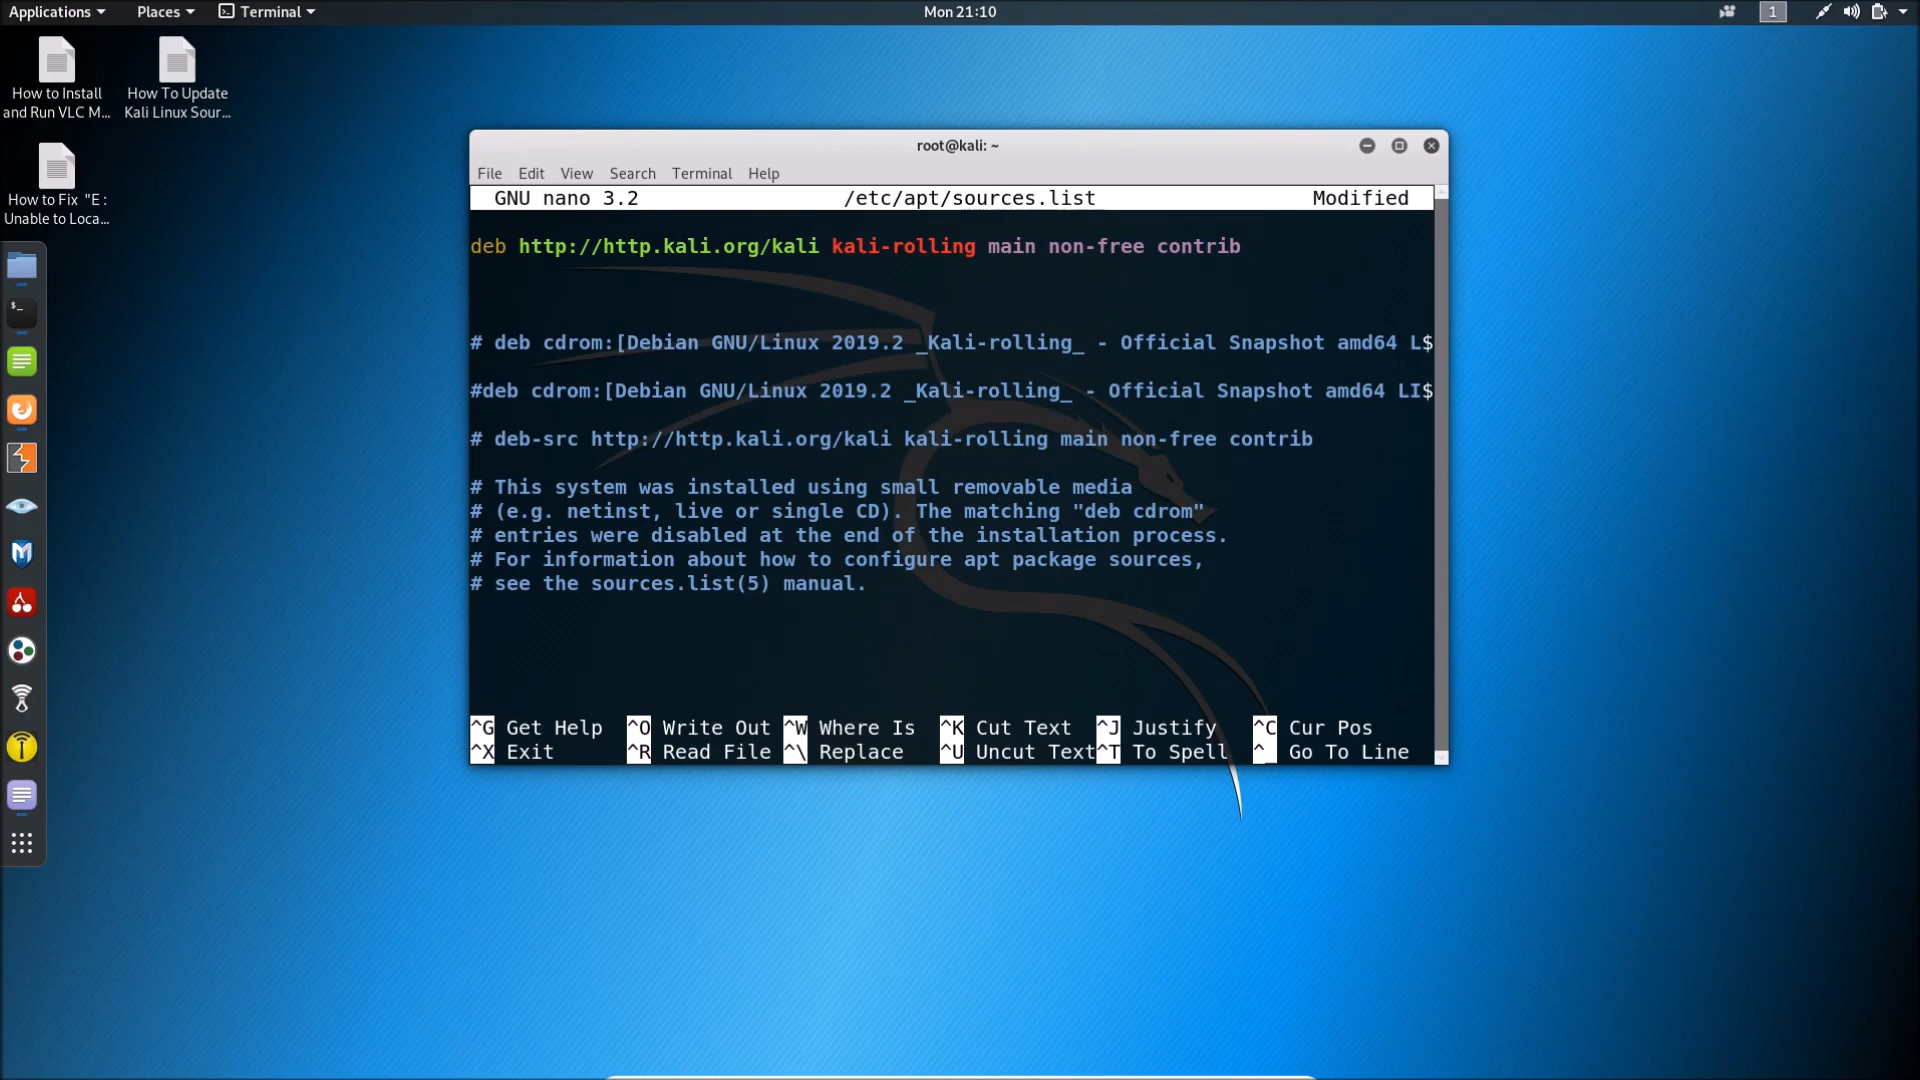 Applications Places Terminal Mon 21:10 1
How to Install
and Run VLC M...
How To Update
Kali Linux Sour...
How to Fix "E :
Unable to Loca...
root@kali: ~
File Edit View Search Terminal Help
GNU nano 3.2 /etc/apt/sources.list Modified
deb http://http.kali.org/kali kali-rolling main non-free contrib
# deb cdrom:[Debian GNU/Linux 2019.2 _Kali-rolling_ - Official Snapshot amd64 L$
#deb cdrom:[Debian GNU/Linux 2019.2 _Kali-rolling_ - Official Snapshot amd64 LI$
# deb-src http://http.kali.org/kali kali-rolling main non-free contrib
# This system was installed using small removable media
# (e.g. netinst, live or single CD). The matching "deb cdrom"
# entries were disabled at the end of the installation process.
# For information about how to configure apt package sources,
# see the sources.list(5) manual.
^G Get Help ^O Write Out ^W Where Is ^K Cut Text ^J Justify ^C Cur Pos
^X Exit ^R Read File ^\ Replace ^U Uncut Text ^T To Spell ^_ Go To Line